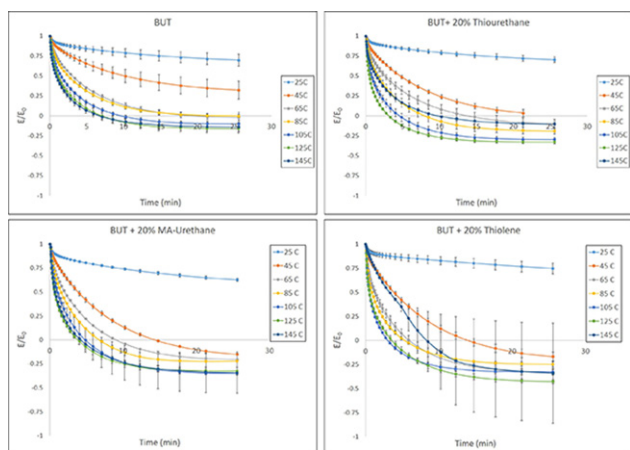 BUT
1
0.75
0.5
0.25
0
-0.25
-0.5
-0.75
-1
0
5
10
30
E/E0
Time (min)
25C
45C
65C
85C
105C
125C
145C
BUT+ 20% Thiourethane
1
0.75
0.5
0.25
0
-0.25
-0.5
-0.75
-1
0
5
30
E/E0
Time (min)
25C
45C
65C
85C
105C
125C
145C
BUT + 20% MA-Urethane
1
0.75
0.5
0.25
0
-0.25
-0.5
-0.75
-1
0
10
20
30
E/E0
Time (min)
25 C
45 C
65 C
85 C
105 C
125 C
145 C
BUT + 20% Thiolene
1
0.75
0.5
0.25
0
-0.25
-0.5
-0.75
-1
0
10
20
30
E/E0
Time (min)
25 C
45 C
65 C
85 C
105 C
125 C
145 C